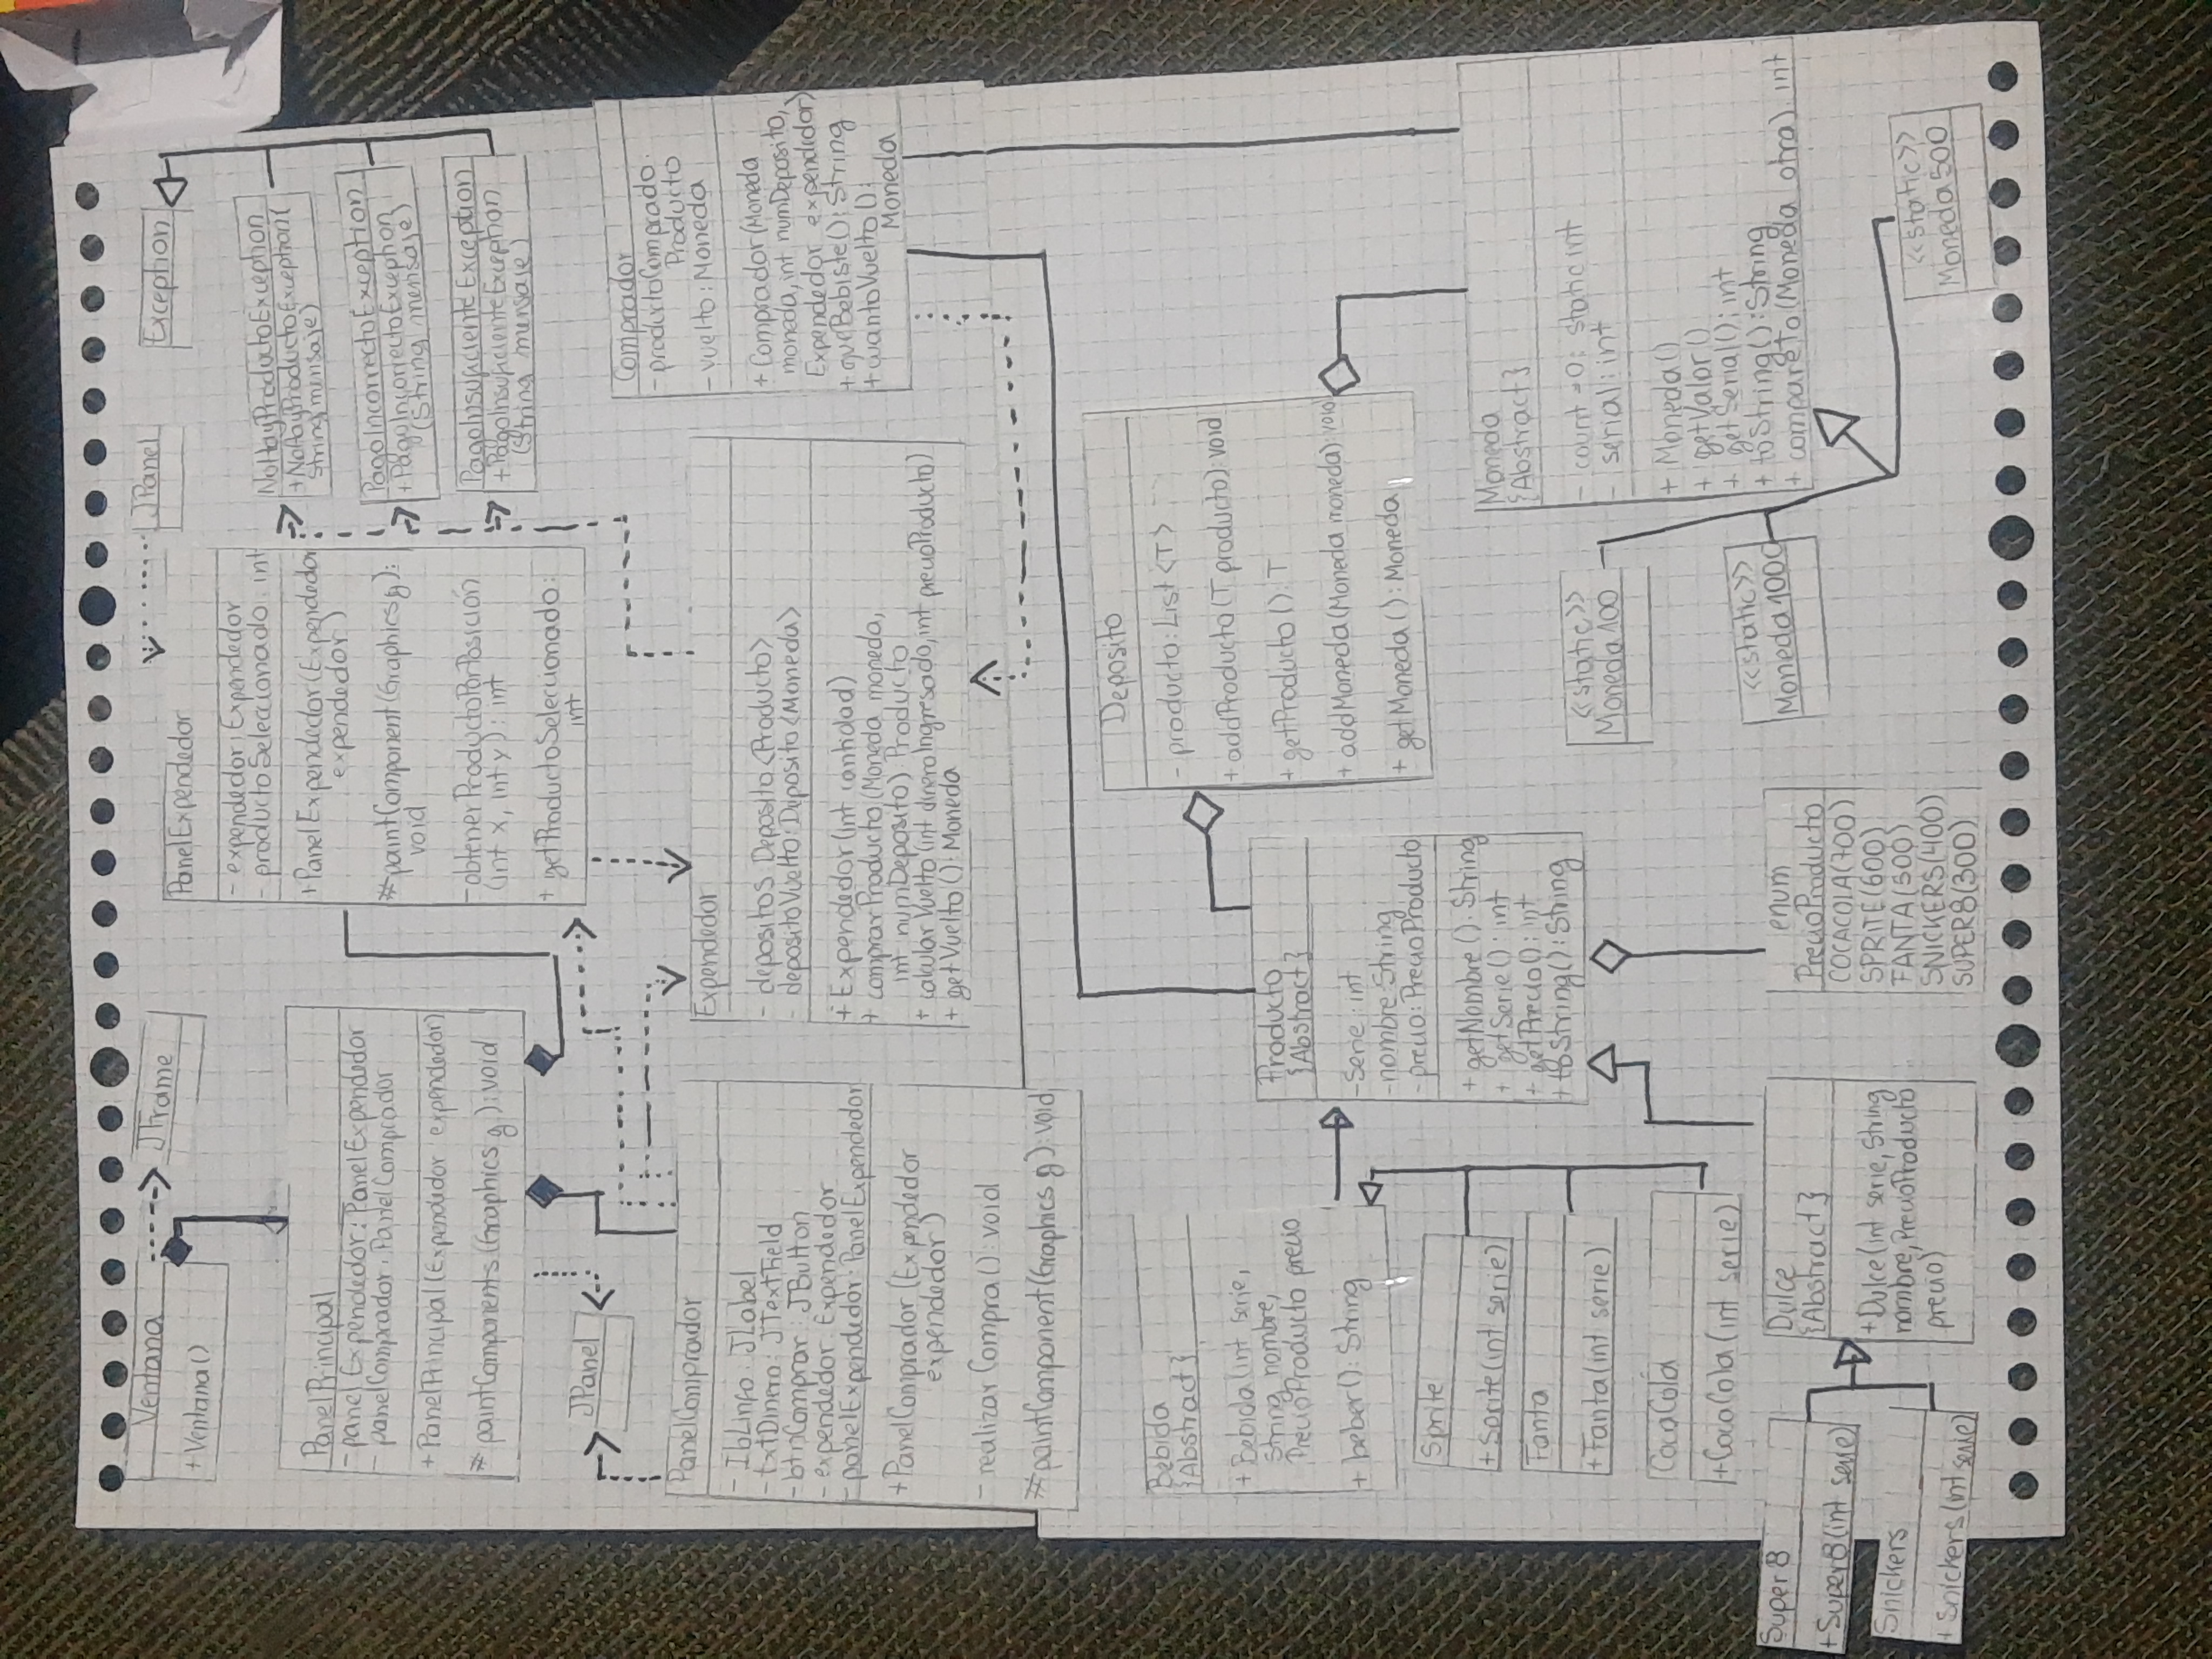 Ventana
+Ventana()
JFrame
JPanel
Exception
PanelExpendedor
- expendedor: Expendedor
- productoSeleccionado: int
+PanelExpendedor(Expendedor
expendedor)
#paintComponent(Graphics g):
void
-obtenerProductoPorPosición
(int x, int y): int
+ getProductoSeleccionado:
int
NoHayProductoException
+NoHayProductoException(
String mensaje)
PagoIncorrectoException
+PagoIncorrectoException
(String mensaje)
PagoInsuficienteException
+PagoInsuficienteException
(String mensaje)
PanelPrincipal
-panelExpendedor: PanelExpendedor
- panelComprador: PanelComprador
+PanelPrincipal(Expendedor expendedor)
# paintComponents(Graphics g): void
JPanel
PanelComprador
- lbLinfo: JLabel
-txtDinero: JTextField
-btnComprar: JButton
- expendedor: Expendedor
-panelExpendedor: PanelExpendedor
+PanelComprador(Expendedor
expendedor)
- realizarCompra(): void
#paintComponent(Graphics g): void
Expendedor
- depositos: Deposito<Producto>
- depositoVuelto: Deposito<Moneda>
+Expendedor(int cantidad)
+ comprarProducto(Moneda moneda,
int numDeposito): Producto
+ calcularVuelto(int dineroIngresado, int precioProducto)
+ getVuelto(): Moneda
Comprador
- productoComprado:
Producto
- vuelto: Moneda
+ Comprador(Moneda
moneda, int numDeposito,
Expendedor expendedor)
+queBebiste(): String
+cuantoVuelto():
Moneda
Bebida
{Abstract}
+ Bebida(int serie,
String nombre,
PrecioProducto precio
+ beber(): String
Sprite
+Sprite(int serie)
Fanta
+Fanta(int serie)
CocaCola
+CocaCola(int serie)
Deposito
- producto: List<T>
+addProducto(T producto): void
+getProducto(): T
+ addMoneda(Moneda moneda): void
+ getMoneda(): Moneda
Producto
{Abstract}
-serie: int
-nombre: String
-precio: PrecioProducto
+ getNombre(): String
+ getSerie(): int
+ getPrecio(): int
+toString(): String
<<static>>
Moneda100
<<static>>
Moneda1000
Moneda
{Abstract}
- count =0: static int
- serial: int
+ Moneda()
+ getValor()
+ getSerial(): int
+ toString(): String
+ compareto(Moneda otra): int
<<static>>
Moneda500
Super8
+Super8(int serie)
Snickers
+Snickers(int serie)
Dulce
{Abstract}
+Dulce(int serie, String
nombre, PrecioProducto
precio)
enum
PrecioProducto
COCACOLA(700)
SPRITE(600)
FANTA(500)
SNICKERS(400)
SUPER8(300)